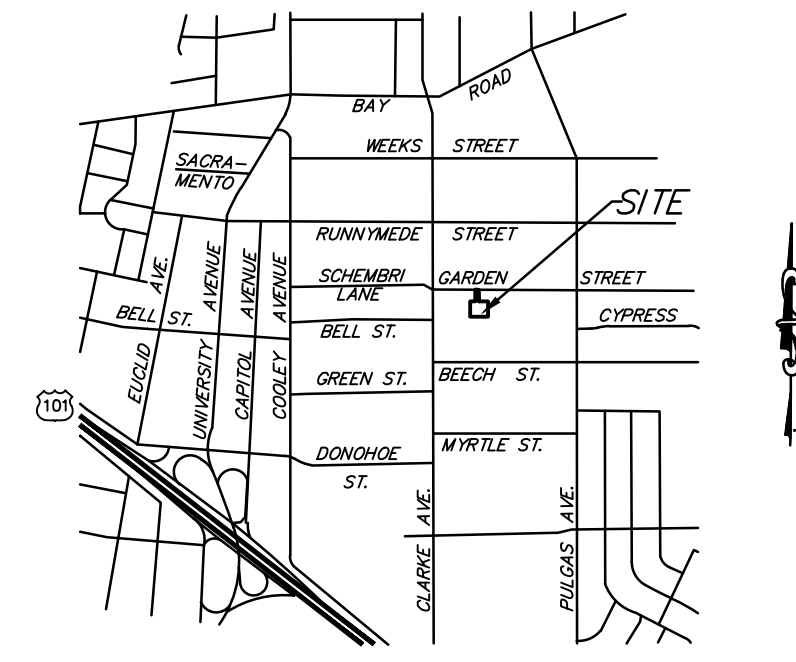 BAY ROAD
WEEKS STREET
SACRA-
MENTO
SITE
RUNNYMEDE STREET
SCHEMBRI
LANE
GARDEN STREET
BELL ST.
BELL ST.
CYPRESS
GREEN ST.
BEECH ST.
DONOHOE
ST.
MYRTLE ST.
EUCLID AVE.
UNIVERSITY AVENUE
CAPITOL AVENUE
COOLEY AVENUE
CLARKE AVE.
PULGAS AVE.
101